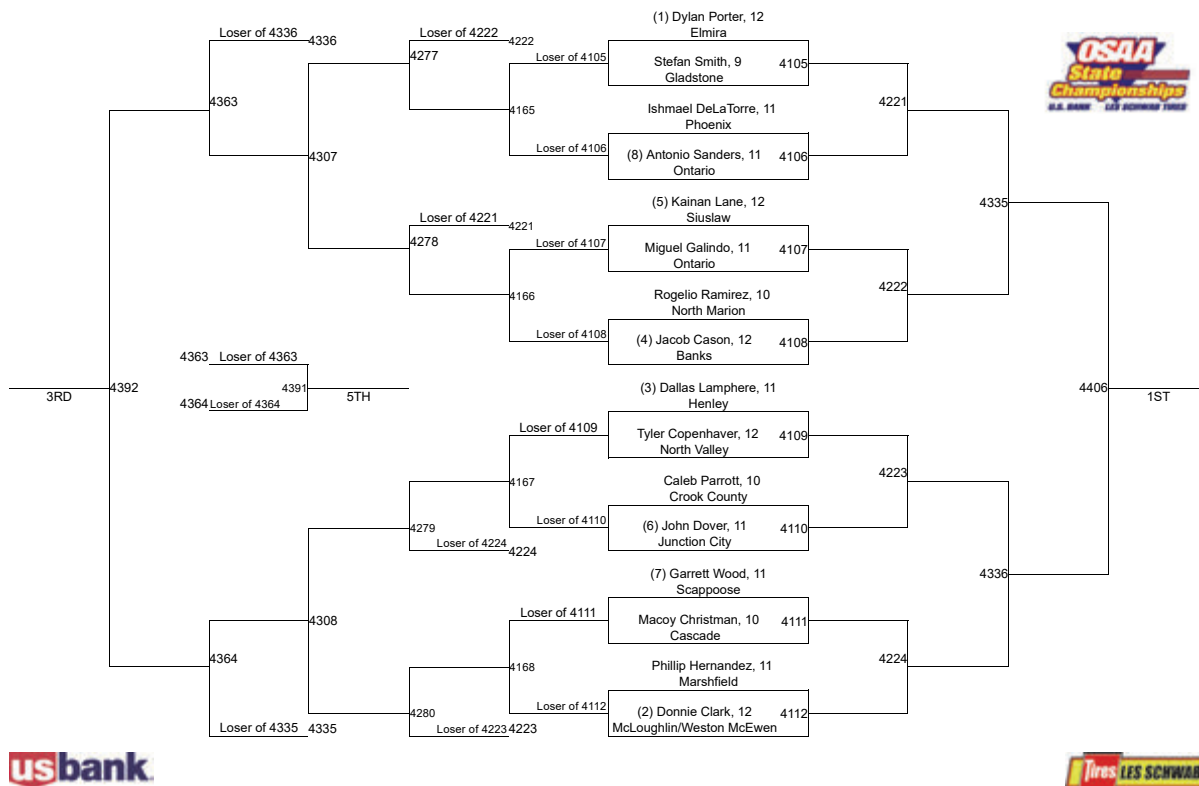 (1) Dylan Porter, 12
Elmira
Loser of 4336
4336
Loser of 4222
4222
4277
Loser of 4105
Stefan Smith, 9
4105
Gladstone
OSAA
State
Championships
U.S. BANK LES SCHWAB TIRES
4363
4165
Ishmael DeLaTorre, 11
Phoenix
4221
4307
Loser of 4106
(8) Antonio Sanders, 11
4106
Ontario
(5) Kainan Lane, 12
Siuslaw
4335
Loser of 4221
4221
4278
Loser of 4107
Miguel Galindo, 11
4107
Ontario
4166
Rogelio Ramirez, 10
North Marion
4222
Loser of 4108
(4) Jacob Cason, 12
4108
Banks
4363
Loser of 4363
3RD
4392
4391
5TH
(3) Dallas Lamphere, 11
Henley
4406
1ST
4364
Loser of 4364
Loser of 4109
Tyler Copenhaver, 12
4109
North Valley
4167
Caleb Parrott, 10
Crook County
4223
4279
Loser of 4110
(6) John Dover, 11
4110
Junction City
Loser of 4224
4224
(7) Garrett Wood, 11
Scappoose
4336
4308
Loser of 4111
Macoy Christman, 10
4111
Cascade
4364
4168
Phillip Hernandez, 11
Marshfield
4224
4280
Loser of 4112
(2) Donnie Clark, 12
4112
McLoughlin/Weston McEwen
Loser of 4335
4335
Loser of 4223
4223
usbank.
Tires LES SCHWAB